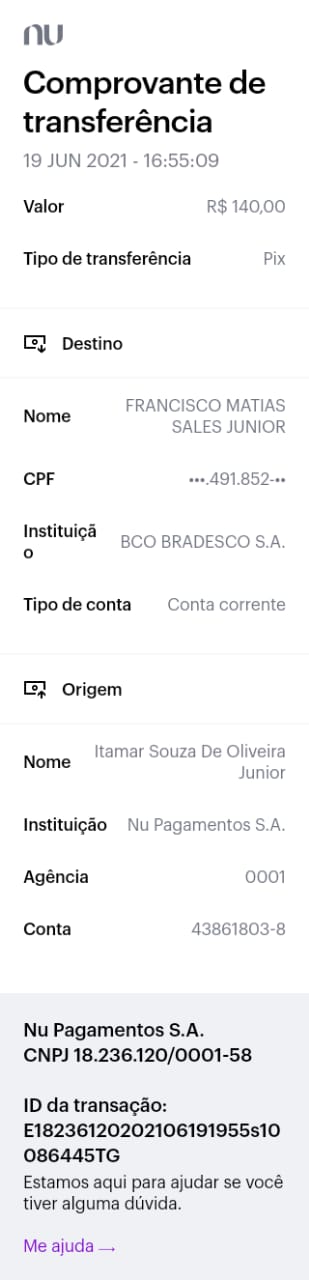 nu
Comprovante de
transferência
19 JUN 2021 - 16:55:09
Valor R$ 140,00
Tipo de transferência Pix
Destino
Nome FRANCISCO MATIAS
SALES JUNIOR
CPF •••.491.852-••
Instituiçã
o BCO BRADESCO S.A.
Tipo de conta Conta corrente
Origem
Nome Itamar Souza De Oliveira
Junior
Instituição Nu Pagamentos S.A.
Agência 0001
Conta 43861803-8
Nu Pagamentos S.A.
CNPJ 18.236.120/0001-58
ID da transação:
E18236120202106191955s10
086445TG
Estamos aqui para ajudar se você
tiver alguma dúvida.
Me ajuda →